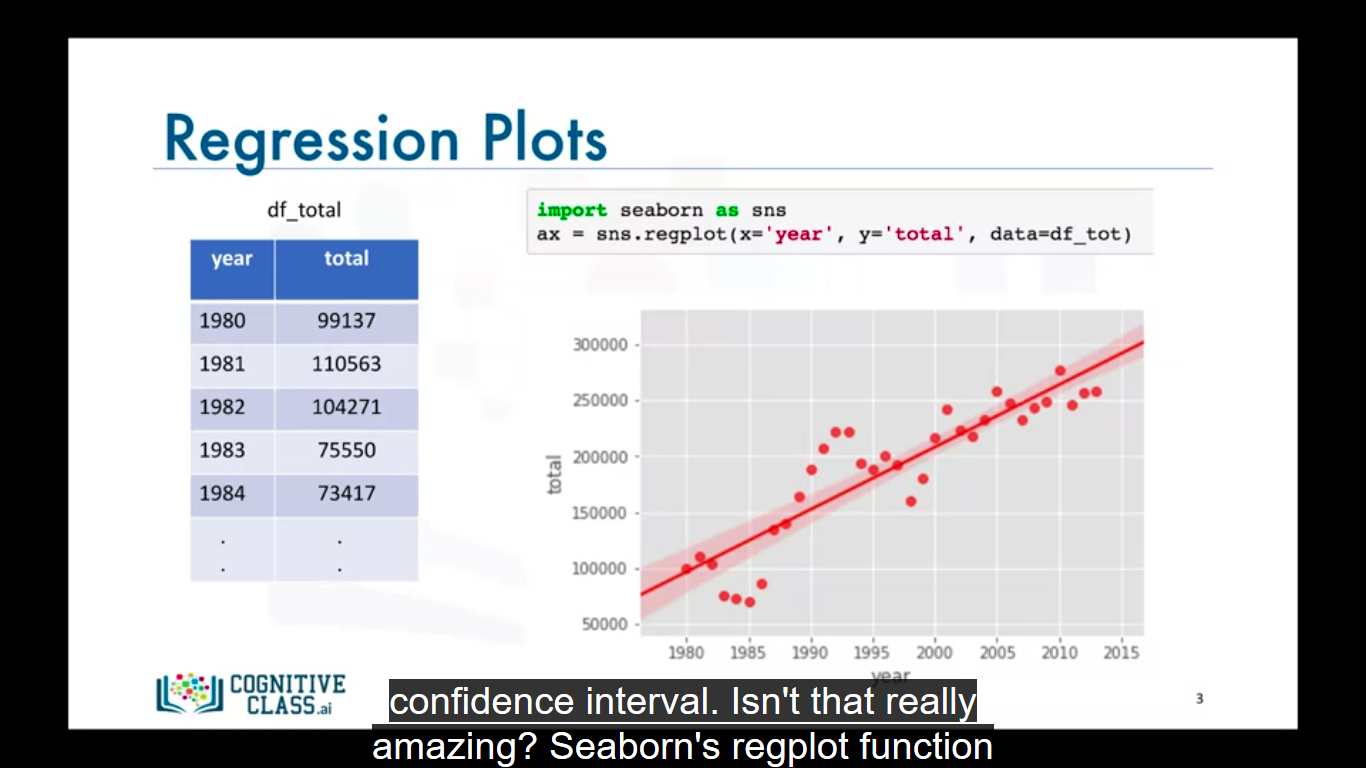 Regression Plots
df_total
year total
1980 99137
1981 110563
1982 104271
1983 75550
1984 73417
. .
. .
import seaborn as sns
ax = sns.regplot(x='year', y='total', data=df_tot)
300000
250000
200000
150000
100000
50000
total
1980 1985 1990 1995 2000 2005 2010 2015
year
COGNITIVE
CLASS.ai
3
confidence interval. Isn't that really
amazing? Seaborn's regplot function